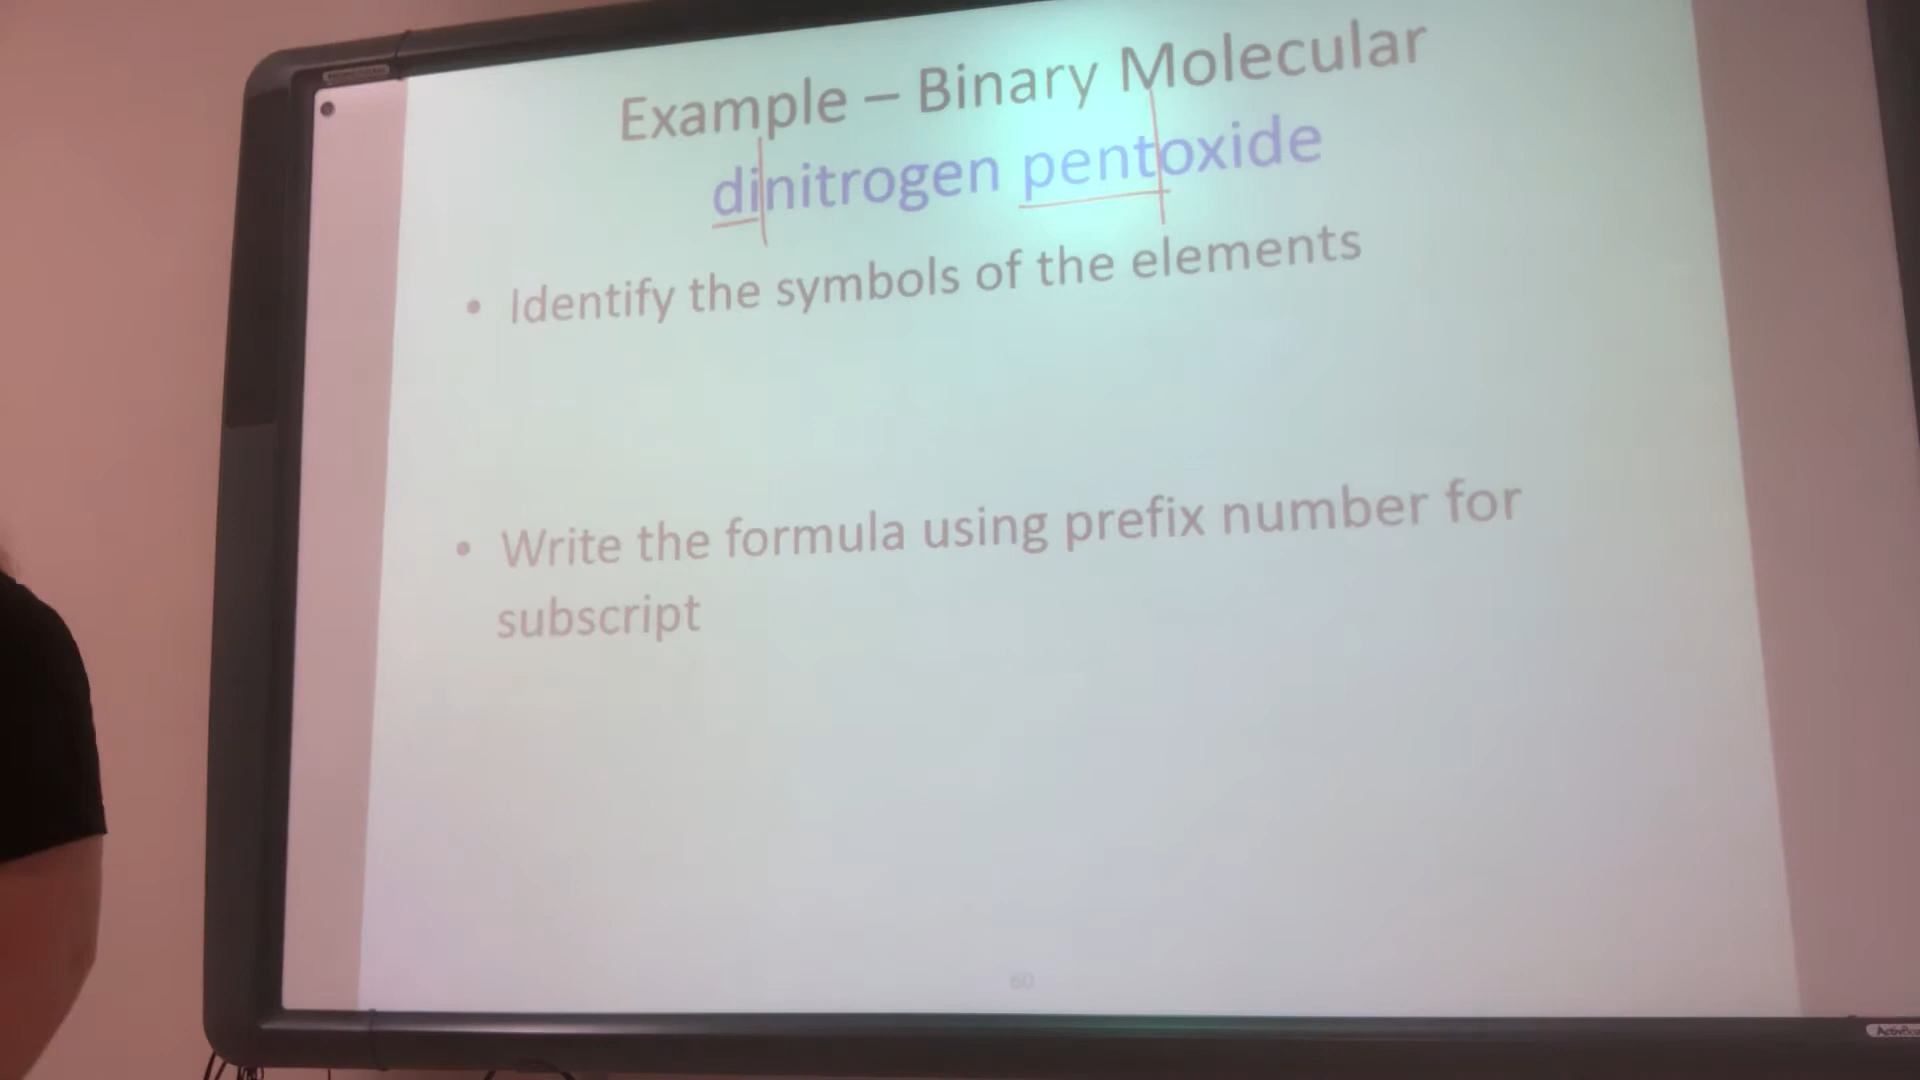 Example – Binary Molecular
dinitrogen pentoxide
• Identify the symbols of the elements
• Write the formula using prefix number for
subscript
60